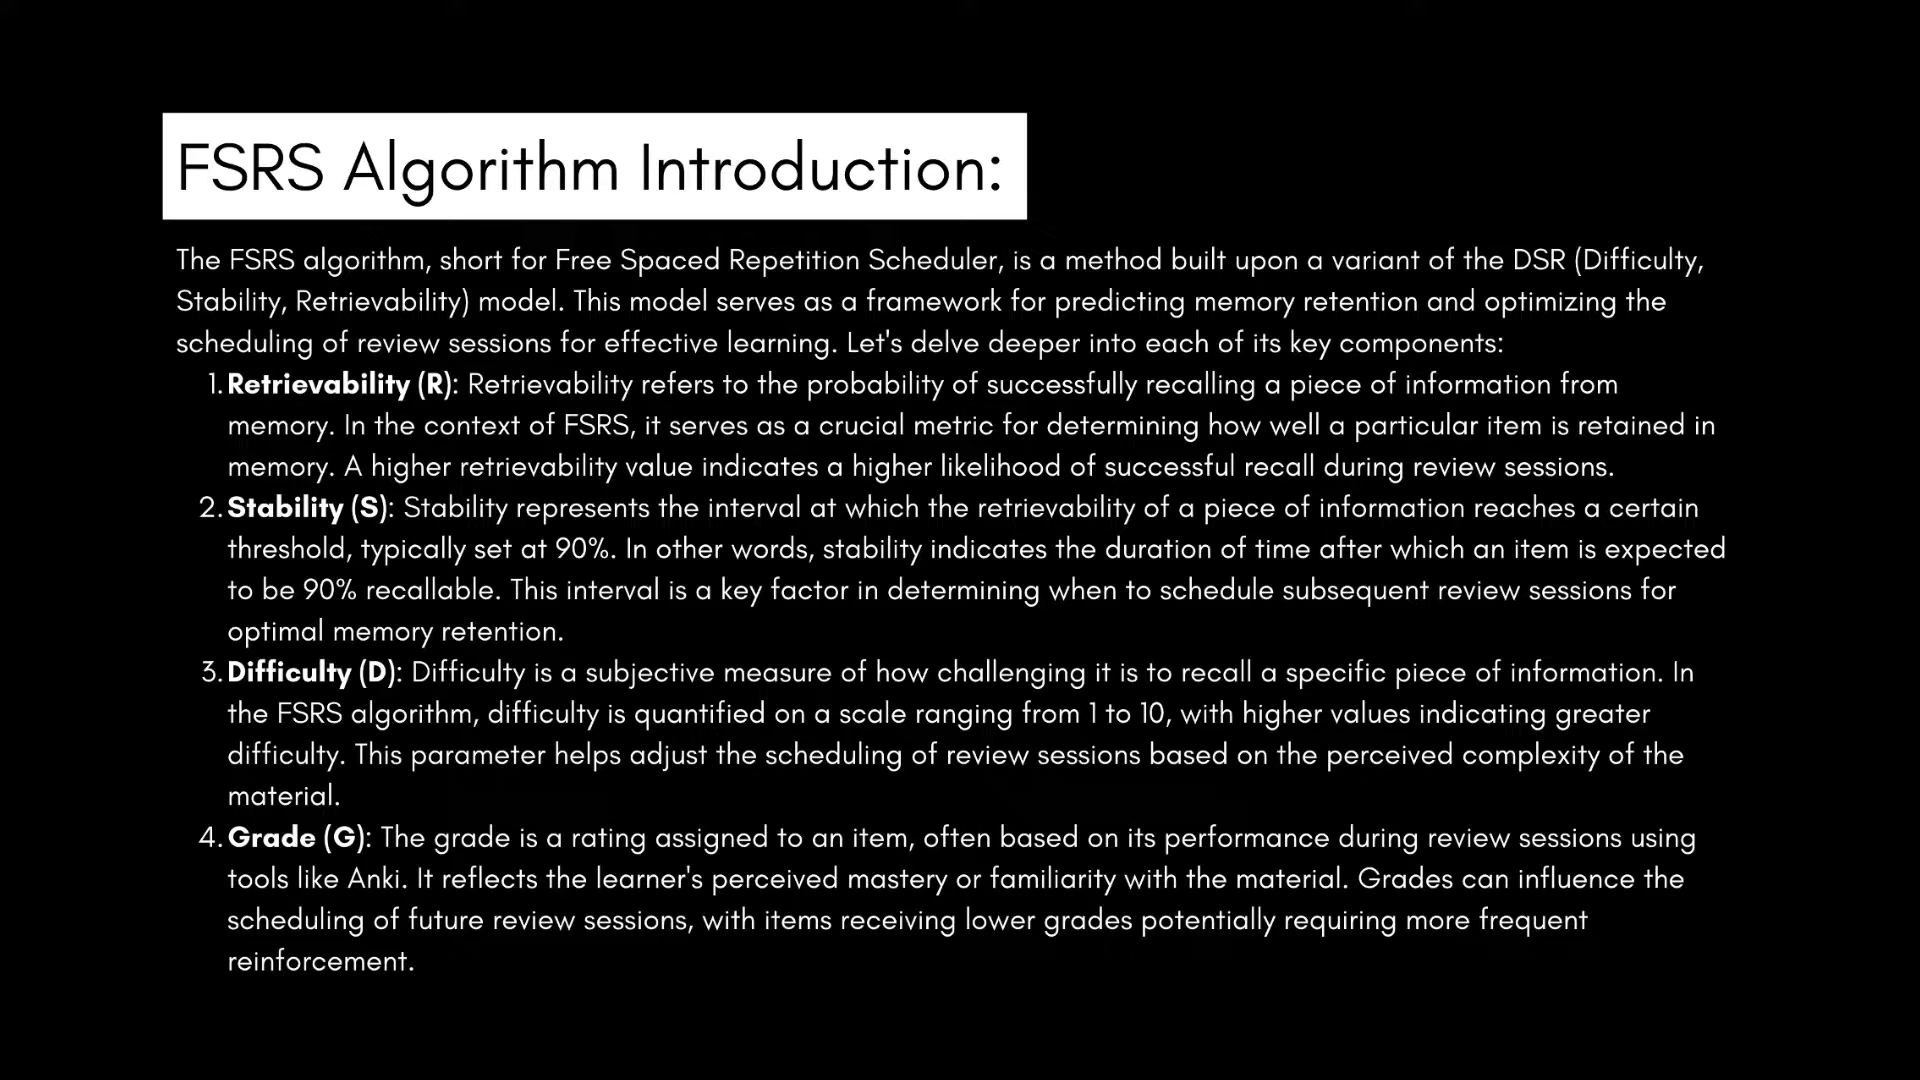 FSRS Algorithm Introduction:
The FSRS algorithm, short for Free Spaced Repetition Scheduler, is a method built upon a variant of the DSR (Difficulty,
Stability, Retrievability) model. This model serves as a framework for predicting memory retention and optimizing the
scheduling of review sessions for effective learning. Let's delve deeper into each of its key components:
1. Retrievability (R): Retrievability refers to the probability of successfully recalling a piece of information from
memory. In the context of FSRS, it serves as a crucial metric for determining how well a particular item is retained in
memory. A higher retrievability value indicates a higher likelihood of successful recall during review sessions.
2. Stability (S): Stability represents the interval at which the retrievability of a piece of information reaches a certain
threshold, typically set at 90%. In other words, stability indicates the duration of time after which an item is expected
to be 90% recallable. This interval is a key factor in determining when to schedule subsequent review sessions for
optimal memory retention.
3. Difficulty (D): Difficulty is a subjective measure of how challenging it is to recall a specific piece of information. In
the FSRS algorithm, difficulty is quantified on a scale ranging from 1 to 10, with higher values indicating greater
difficulty. This parameter helps adjust the scheduling of review sessions based on the perceived complexity of the
material.
4. Grade (G): The grade is a rating assigned to an item, often based on its performance during review sessions using
tools like Anki. It reflects the learner's perceived mastery or familiarity with the material. Grades can influence the
scheduling of future review sessions, with items receiving lower grades potentially requiring more frequent
reinforcement.